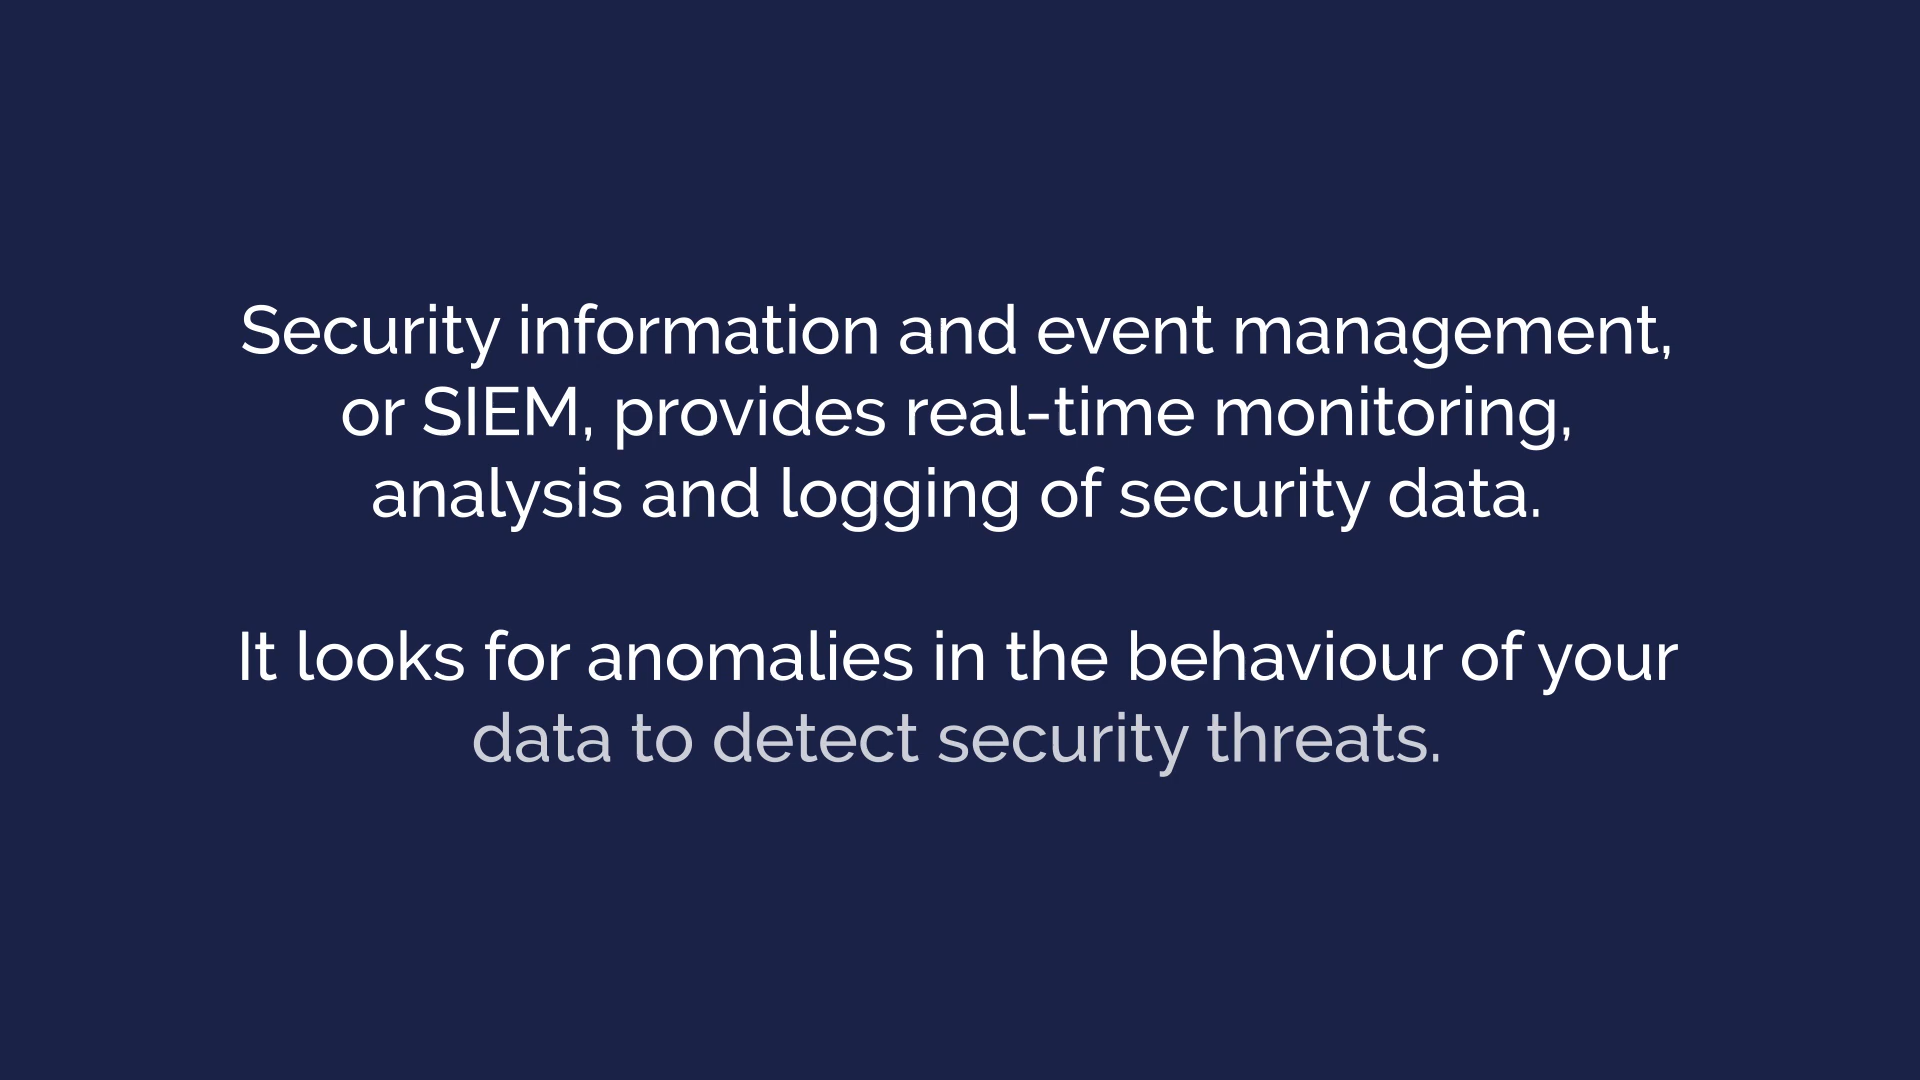 Security information and event management,
or SIEM, provides real-time monitoring,
analysis and logging of security data.
It looks for anomalies in the behaviour of your
data to detect security threats.